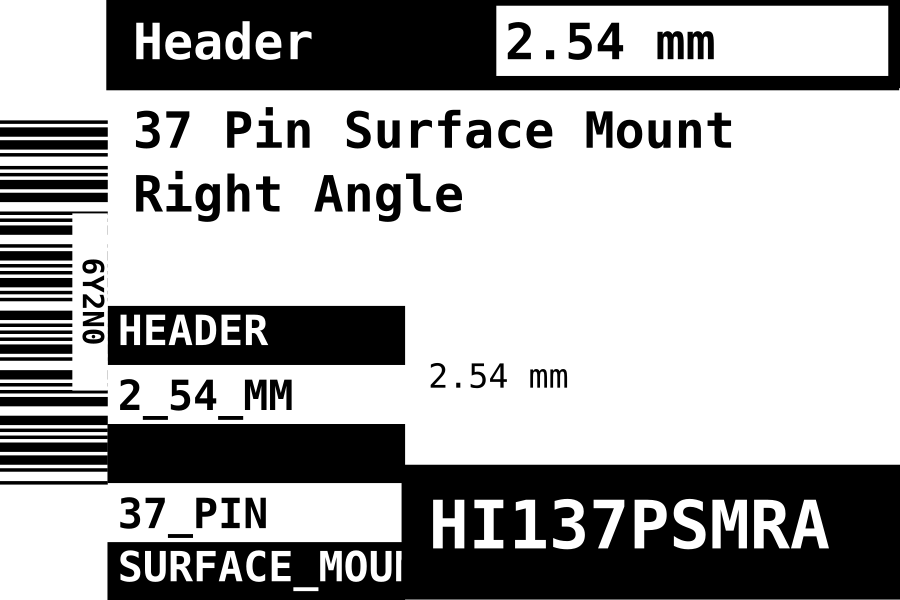 Header
2.54 mm
37 Pin Surface Mount
Right Angle
6Y2N0
HEADER
2_54_MM
2.54 mm
37_PIN
SURFACE_MOU
HI137PSMRA